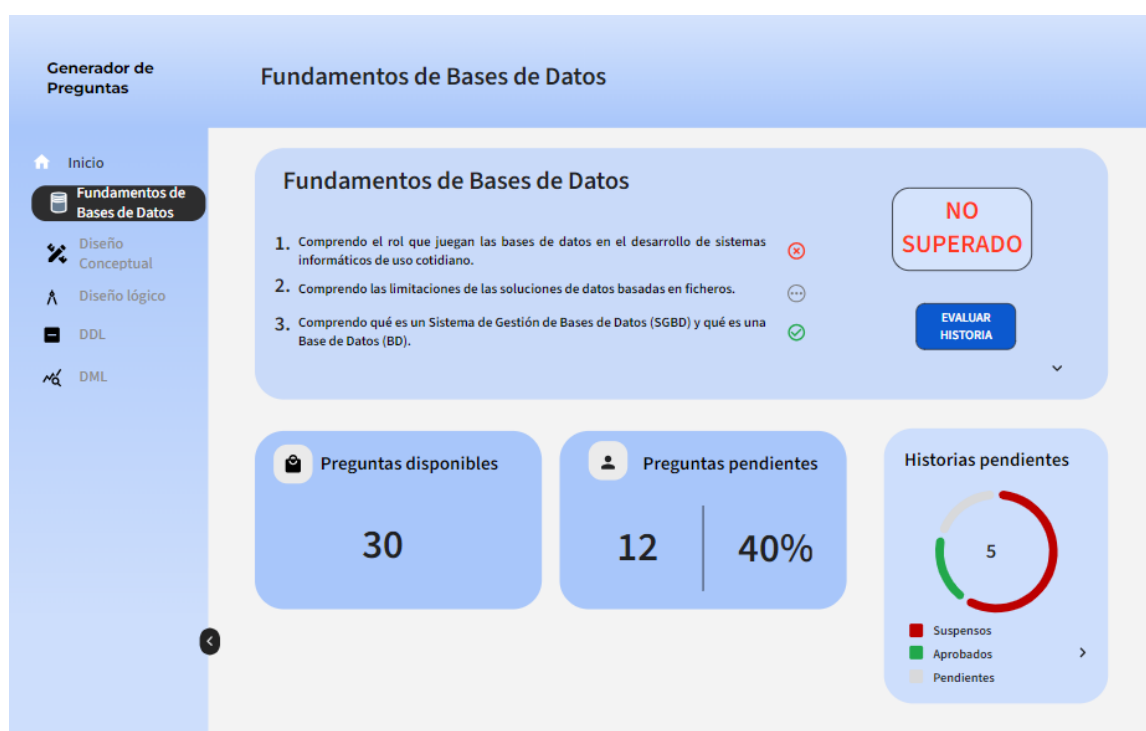 Generador de
Preguntas
Fundamentos de Bases de Datos
Inicio
Fundamentos de
Bases de Datos
Diseño
Conceptual
Diseño lógico
DDL
DML
Fundamentos de Bases de Datos
1. Comprendo el rol que juegan las bases de datos en el desarrollo de sistemas
informáticos de uso cotidiano.
2. Comprendo las limitaciones de las soluciones de datos basadas en ficheros.
3. Comprendo qué es un Sistema de Gestión de Bases de Datos (SGBD) y qué es una
Base de Datos (BD).
NO
SUPERADO
EVALUAR
HISTORIA
Preguntas disponibles
30
Preguntas pendientes
12
40%
Historias pendientes
5
Suspensos
Aprobados
Pendientes